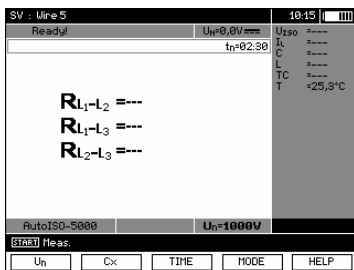 SV : Wire 5 10:15
Ready! UN=0,0V
tn=02:30
UISO =---
IL =---
C =---
L =---
TC =---
T =25,3°C
RL1-L2 =---
RL1-L3 =---
RL2-L3 =---
AutoISO-5000 Un=1000V
START Meas.
Un Cx TIME MODE HELP